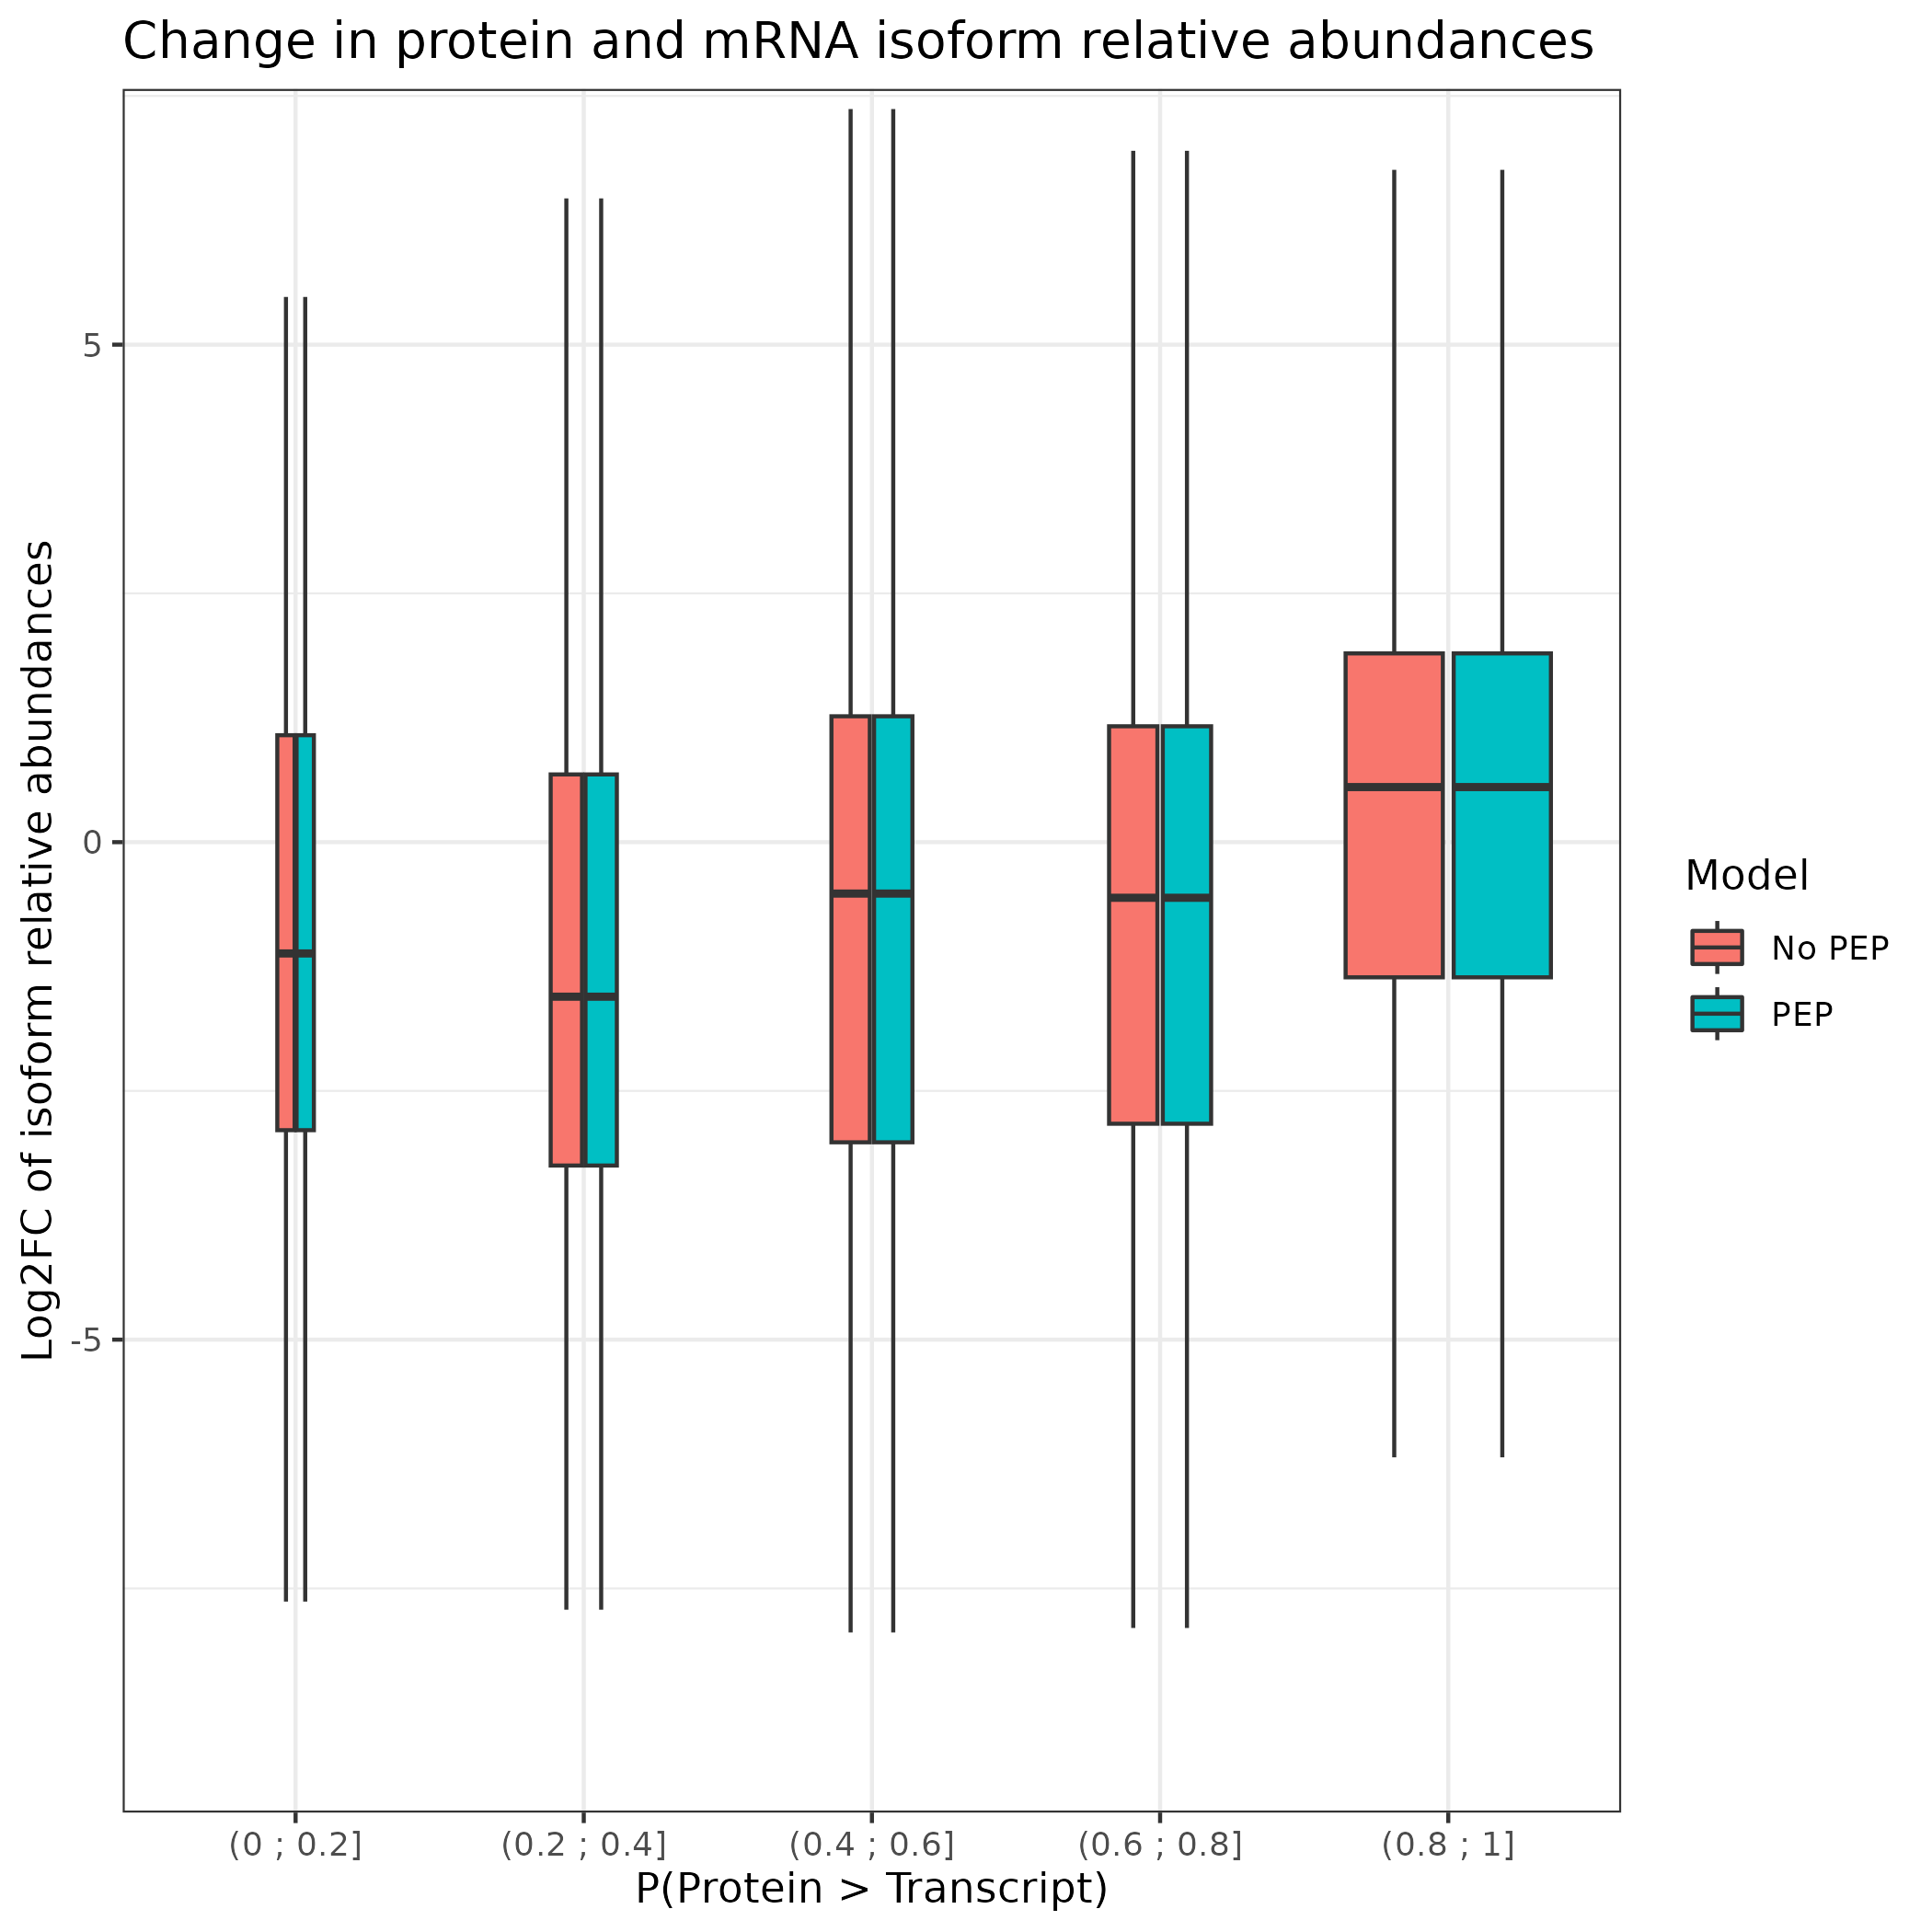 Change in protein and mRNA isoform relative abundances
Log2FC of isoform relative abundances
5
0
-5
(0 ; 0.2]
(0.2 ; 0.4]
(0.4 ; 0.6]
(0.6 ; 0.8]
(0.8 ; 1]
P(Protein > Transcript)
Model
No PEP
PEP